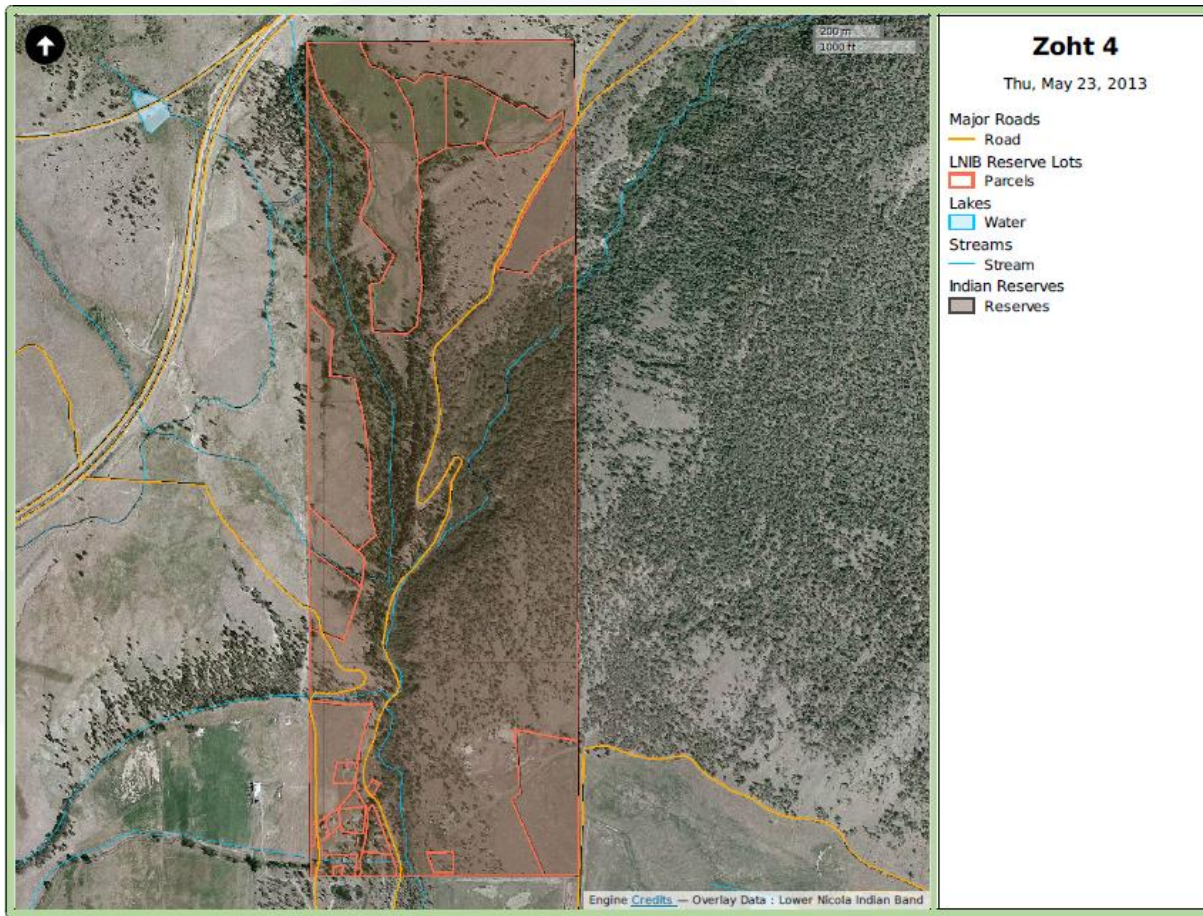 200 m
1000 ft
Zoht 4
Thu, May 23, 2013
Major Roads
Road
LNIB Reserve Lots
Parcels
Lakes
Water
Streams
Stream
Indian Reserves
Reserves
Engine Credits — Overlay Data : Lower Nicola Indian Band